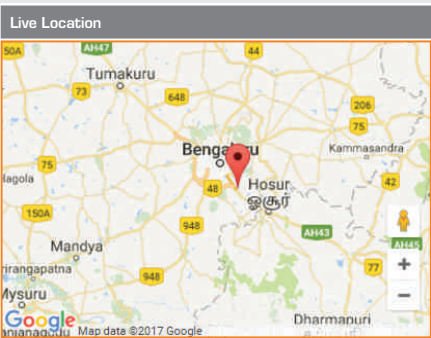 Live Location
50A
AH47
44
Tumakuru
73
648
206
75
Bengaluru
Kammasandra
75
48
Hosur
42
ஓசூர்
150A
948
AH43
Mandya
AH45
77
948
Mysuru
Dharmapuri
Google
Map data ©2017 Google